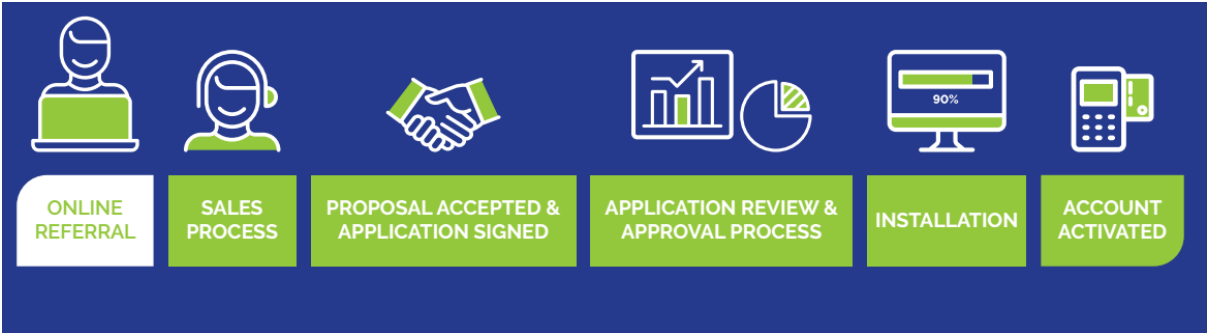 90%
ONLINE
REFERRAL
SALES
PROCESS
PROPOSAL ACCEPTED &
APPLICATION SIGNED
APPLICATION REVIEW &
APPROVAL PROCESS
INSTALLATION
ACCOUNT
ACTIVATED